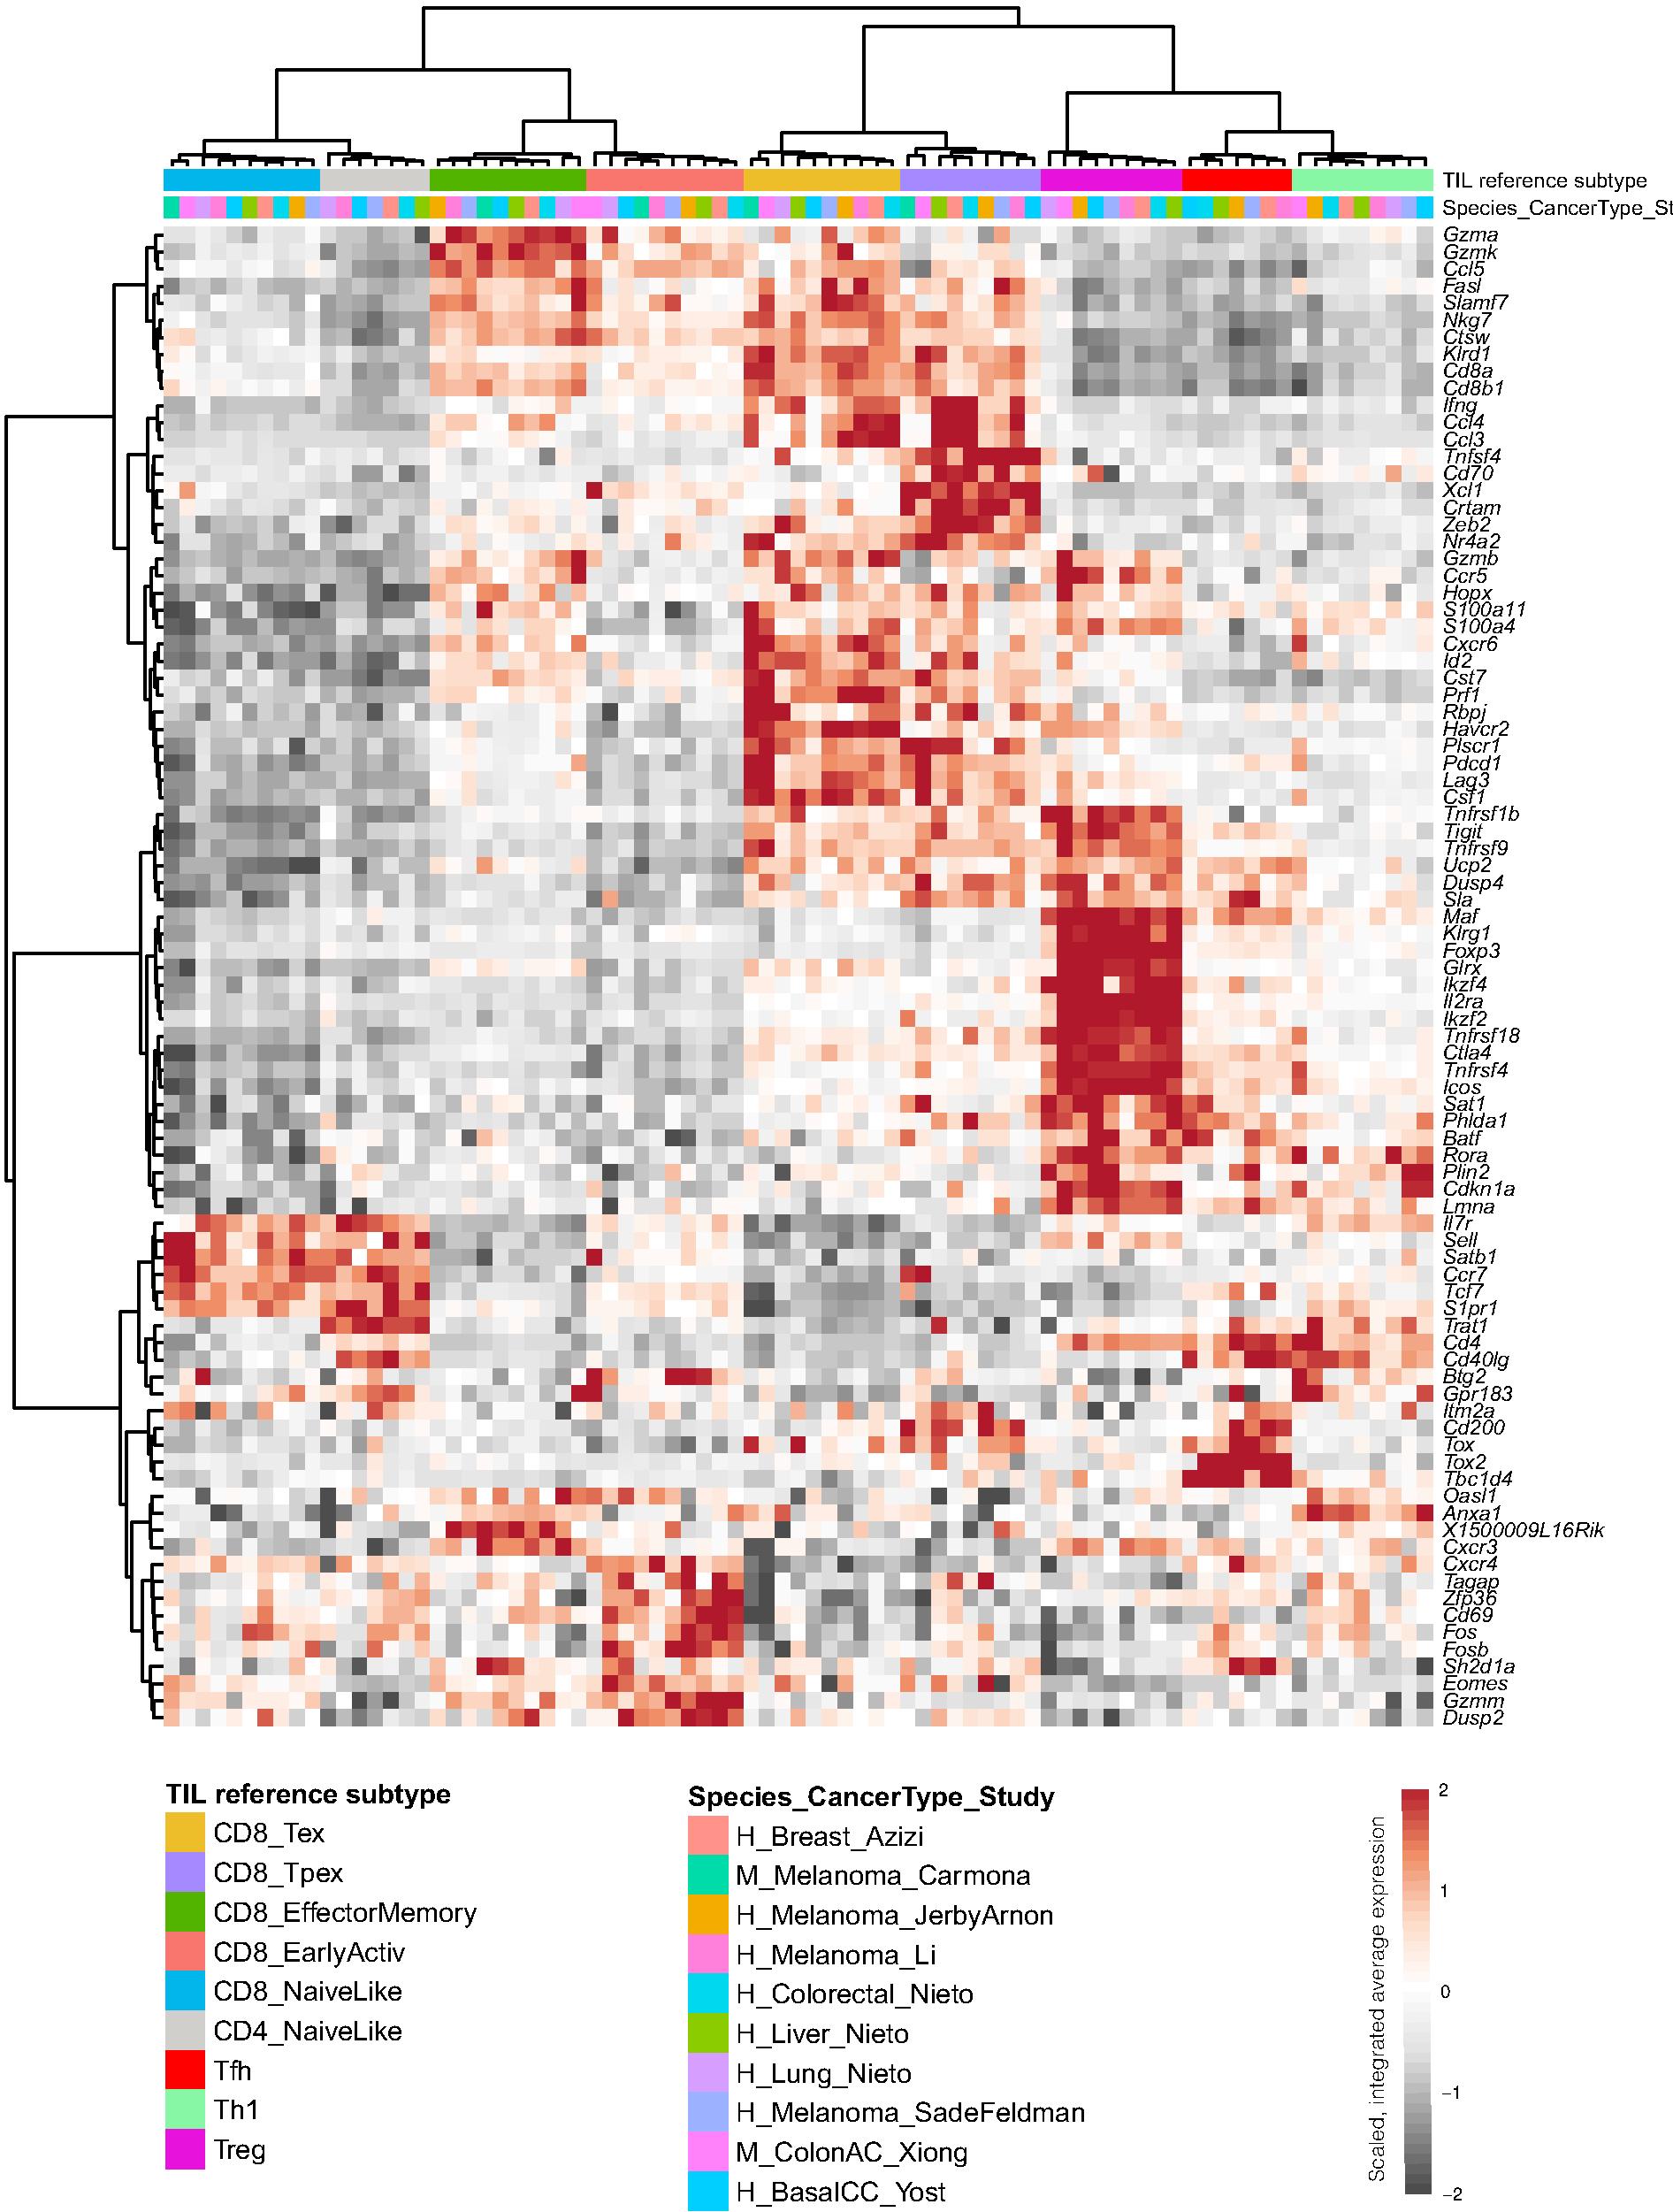 TIL reference subtype
Species_CancerType_St
Gzma
Gzmk
Ccl5
Fasl
Slamf7
Nkg7
Ctsw
Klrd1
Cd8a
Cd8b1
Ifng
Ccl4
Ccl3
Tnfsf4
Cd70
Xcl1
Crtam
Zeb2
Nr4a2
Gzmb
Ccr5
Hopx
S100a11
S100a4
Cxcr6
Id2
Cst7
Prf1
Rbpj
Havcr2
Plscr1
Pdcd1
Lag3
Csf1
Tnfrsf1b
Tigit
Tnfrsf9
Ucp2
Dusp4
Sla
Maf
Klrg1
Foxp3
Glrx
Ikzf4
Il2ra
Ikzf2
Tnfrsf18
Ctla4
Tnfrsf4
Icos
Sat1
Phlda1
Batf
Rora
Plin2
Cdkn1a
Lmna
Il7r
Sell
Satb1
Ccr7
Tcf7
S1pr1
Trat1
Cd4
Cd40lg
Btg2
Gpr183
Itm2a
Cd200
Tox
Tox2
Tbc1d4
Oasl1
Anxa1
X1500009L16Rik
Cxcr3
Cxcr4
Tagap
Zfp36
Cd69
Fos
Fosb
Sh2d1a
Eomes
Gzmm
Dusp2
TIL reference subtype
CD8_Tex
CD8_Tpex
CD8_EffectorMemory
CD8_EarlyActiv
CD8_NaiveLike
CD4_NaiveLike
Tfh
Th1
Treg
Species_CancerType_Study
H_Breast_Azizi
M_Melanoma_Carmona
H_Melanoma_JerbyArnon
H_Melanoma_Li
H_Colorectal_Nieto
H_Liver_Nieto
H_Lung_Nieto
H_Melanoma_SadeFeldman
M_ColonAC_Xiong
H_BasalCC_Yost
Scaled, integrated average expression
2
1
0
−1
−2